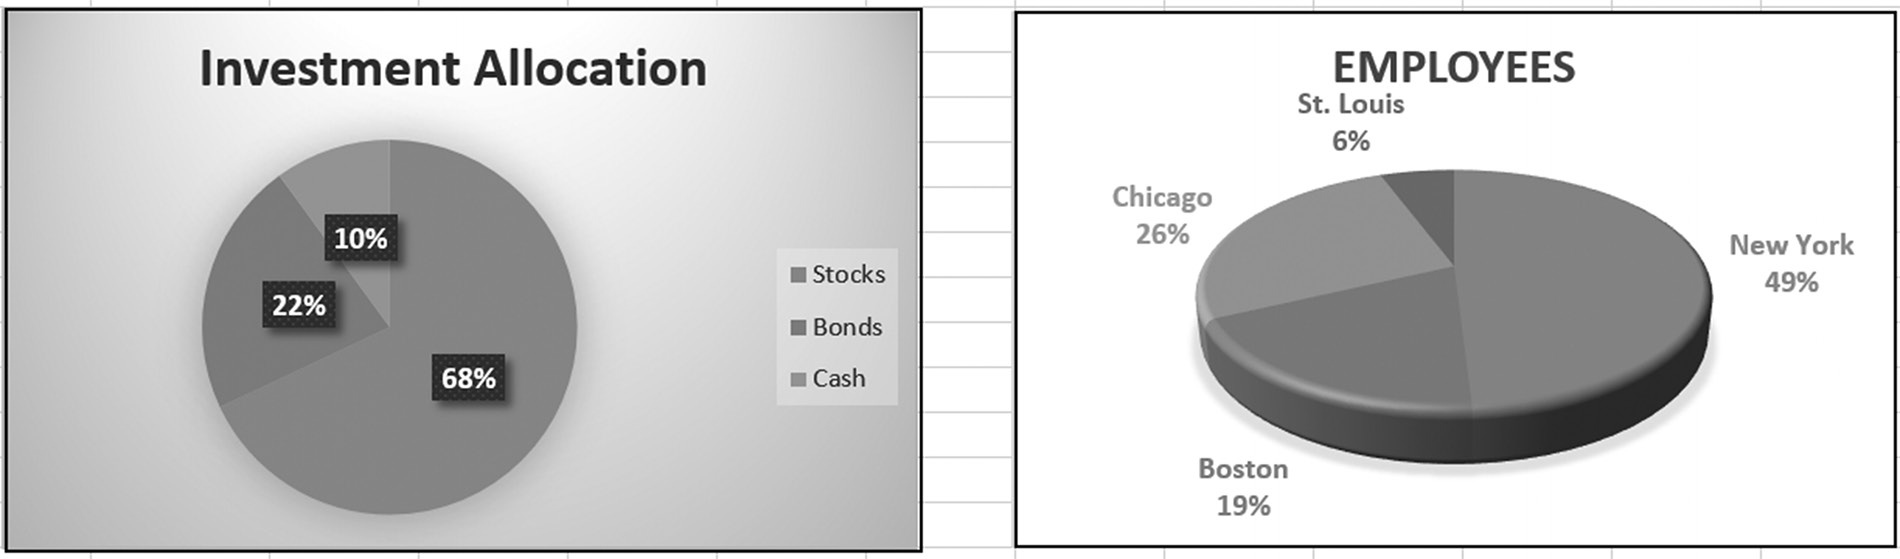 Investment Allocation
10%
22%
68%
Stocks
Bonds
Cash
EMPLOYEES
St. Louis
6%
Chicago
26%
New York
49%
Boston
19%